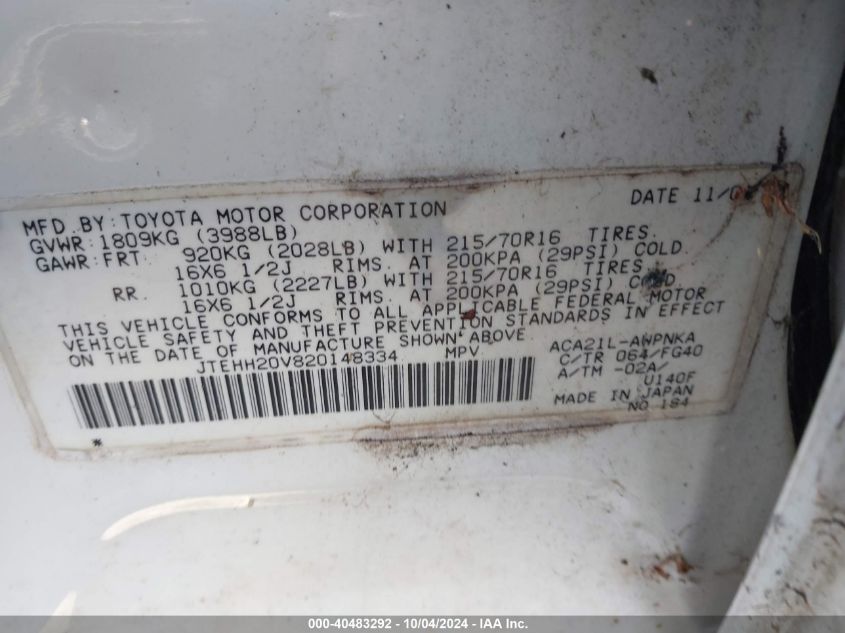 MFD. BY: TOYOTA MOTOR CORPORATION DATE 11/0
GVWR: 1809KG (3988LB)
GAWR: FRT. 920KG (2028LB) WITH 215/70R16 TIRES.
16X6 1/2J RIMS. AT 200KPA (29PSI) COLD
RR. 1010KG (2227LB) WITH 215/70R16 TIRES.
16X6 1/2J RIMS. AT 200KPA (29PSI) COLD
THIS VEHICLE CONFORMS TO ALL APPLICABLE FEDERAL MOTOR
VEHICLE SAFETY AND THEFT PREVENTION STANDARDS IN EFFECT
ON THE DATE OF MANUFACTURE SHOWN ABOVE
JTEHH20V820148334 MPV
ACA21L-AWPNKA
C/TR 064/FG40
A/TM -02A/
U140F
MADE IN JAPAN
NO 184
*
000-40483292 - 10/04/2024 - IAA Inc.